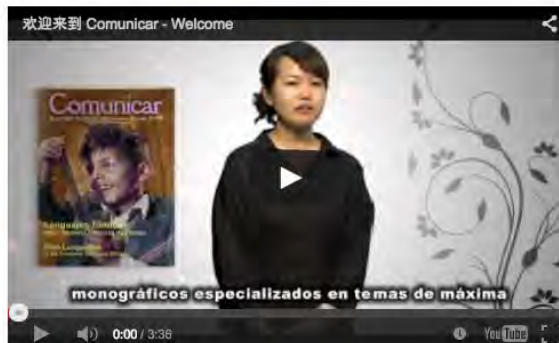 欢迎来到 Comunicar - Welcome
Comunicar
monográficos especializados en temas de máxima
0:00 / 3:36
YouTube